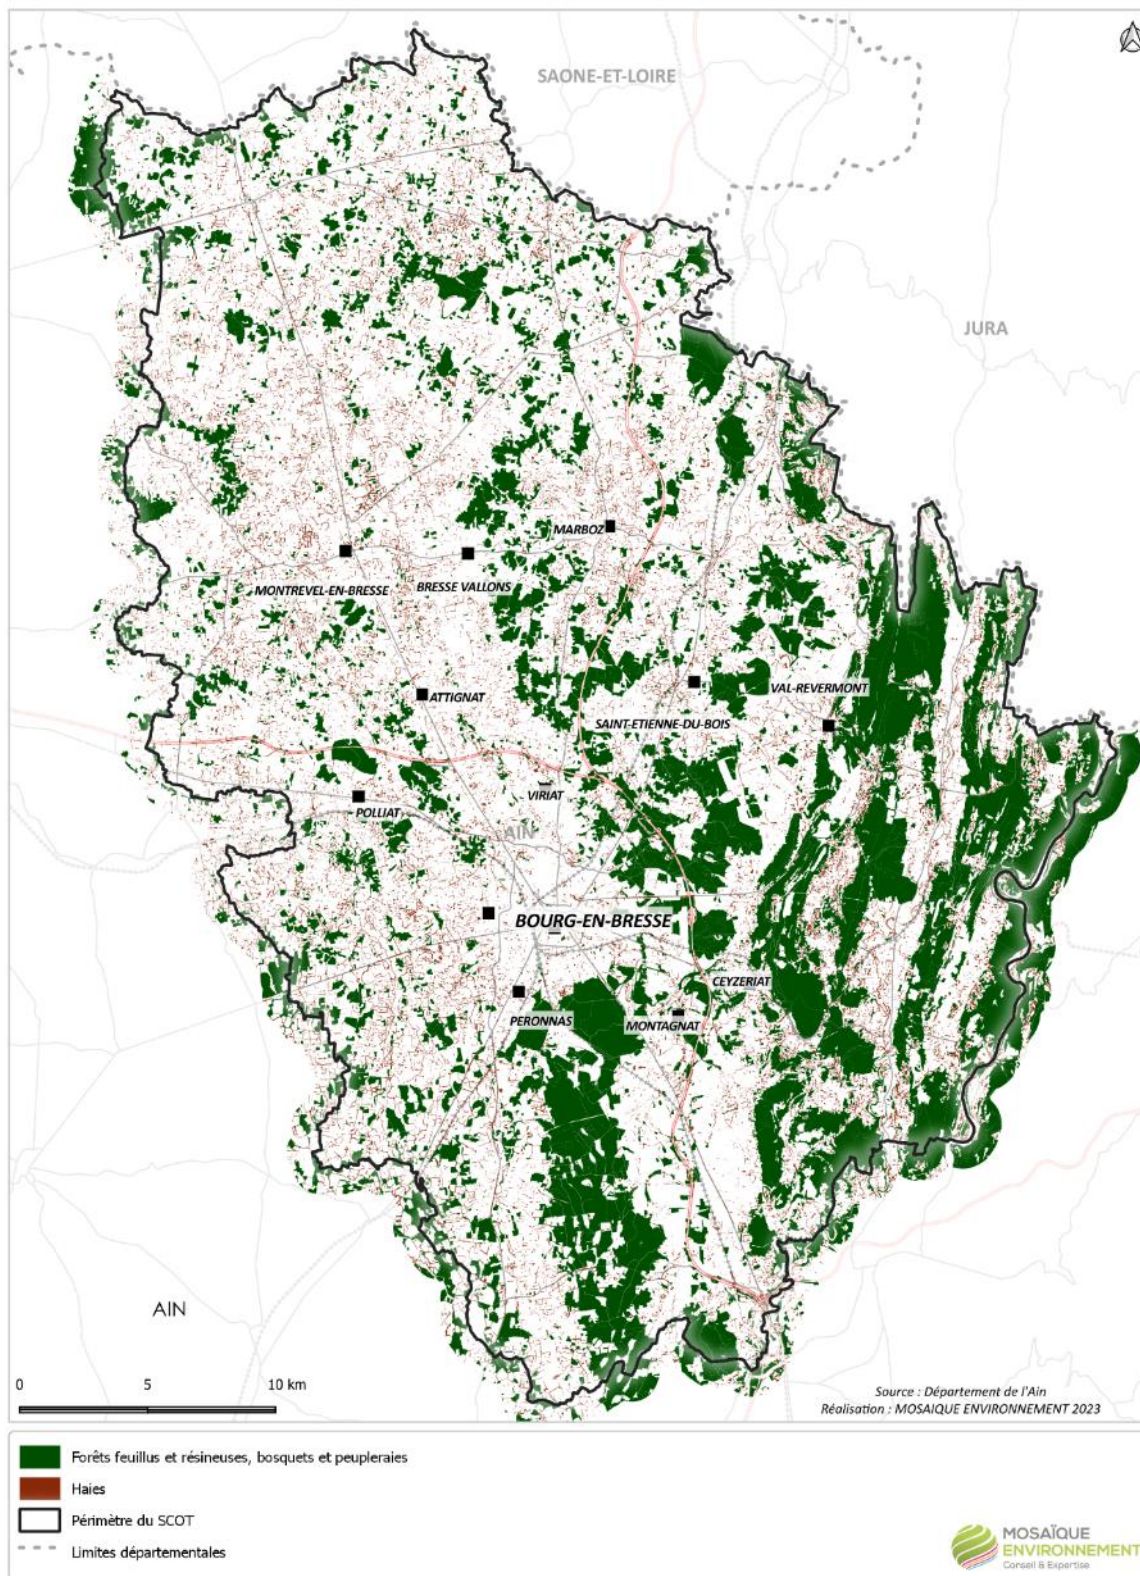 SAONE-ET-LOIRE
JURA
MARBOZ
MONTREVEL-EN-BRESSE
BRESSE VALLONS
ATTIGNAT
VAL-REVERMONT
SAINT-ETIENNE-DU-BOIS
VIRIAT
POLLIAT
AIN
BOURG-EN-BRESSE
CEYZERIAT
PERONNAS
MONTAGNAT
AIN
0 5 10 km
Source : Département de l'Ain
Réalisation : MOSAIQUE ENVIRONNEMENT 2023
Forêts feuillus et résineuses, bosquets et peupleraies
Haies
Périmètre du SCOT
Limites départementales
MOSAÏQUE
ENVIRONNEMENT
Conseil & Expertise